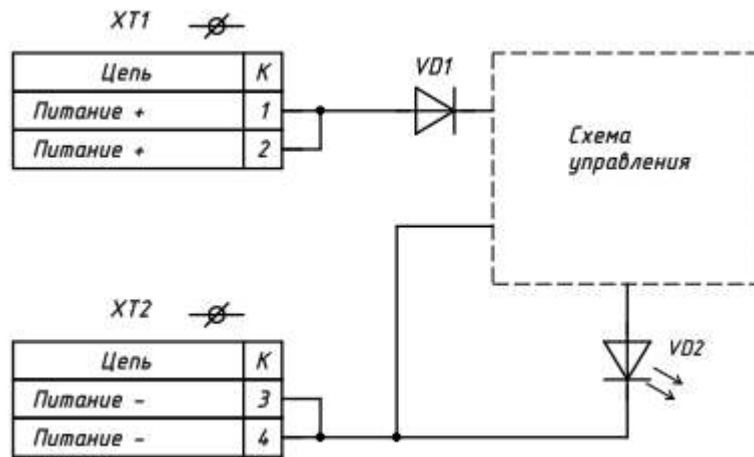 XT1
Цепь К
Питание + 1
Питание + 2
VD1
Схема
управления
XT2
Цепь К
Питание - 3
Питание - 4
VD2